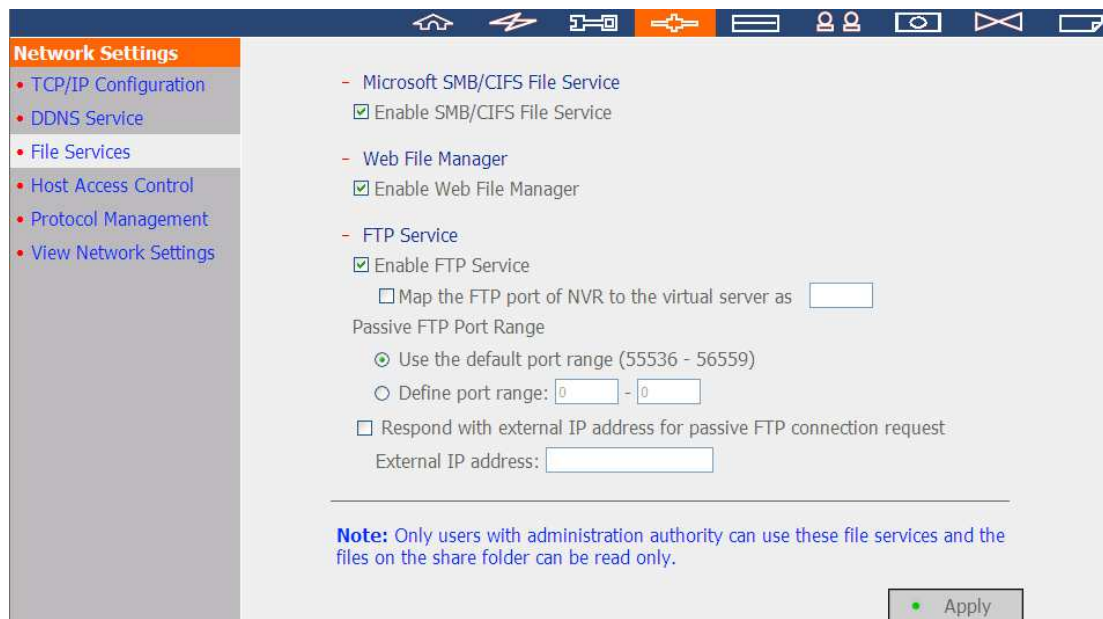 Network Settings
TCP/IP Configuration
DDNS Service
File Services
Host Access Control
Protocol Management
View Network Settings
- Microsoft SMB/CIFS File Service
Enable SMB/CIFS File Service
- Web File Manager
Enable Web File Manager
- FTP Service
Enable FTP Service
Map the FTP port of NVR to the virtual server as
Passive FTP Port Range
Use the default port range (55536 - 56559)
Define port range: 0 - 0
Respond with external IP address for passive FTP connection request
External IP address:
Note: Only users with administration authority can use these file services and the
files on the share folder can be read only.
Apply